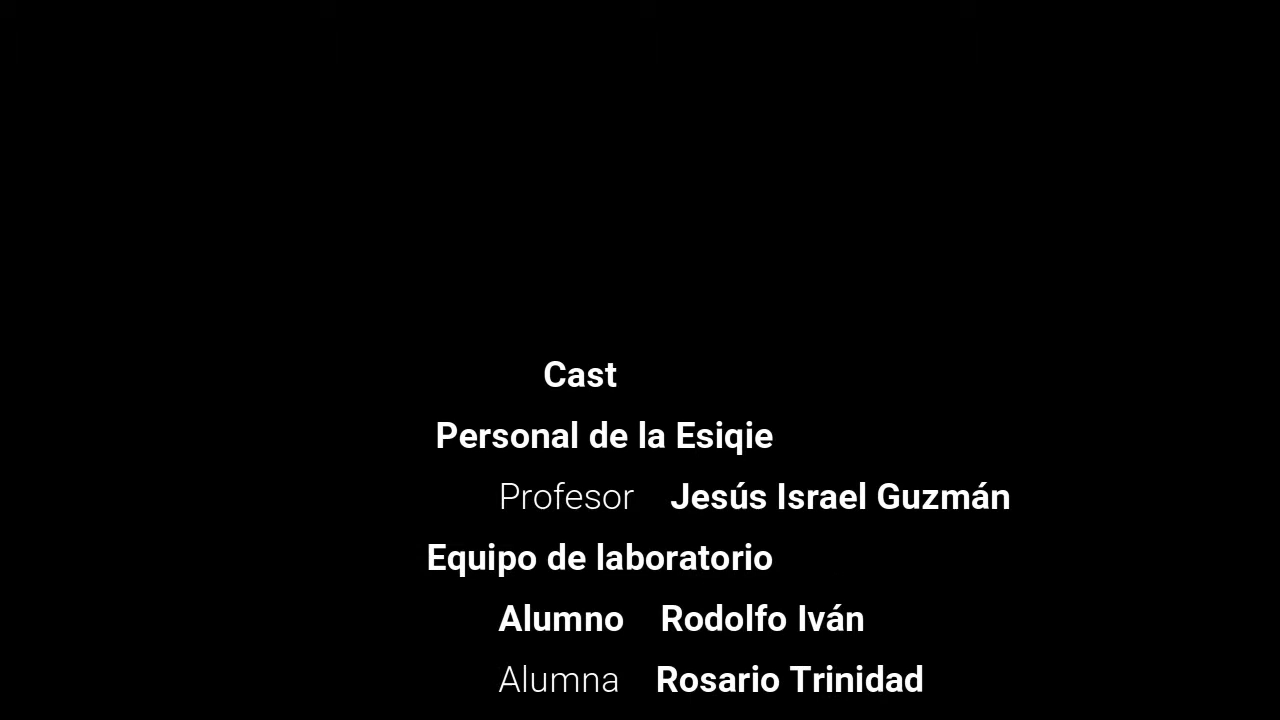 Cast
Personal de la Esiqie
Profesor Jesús Israel Guzmán
Equipo de laboratorio
Alumno Rodolfo Iván
Alumna Rosario Trinidad